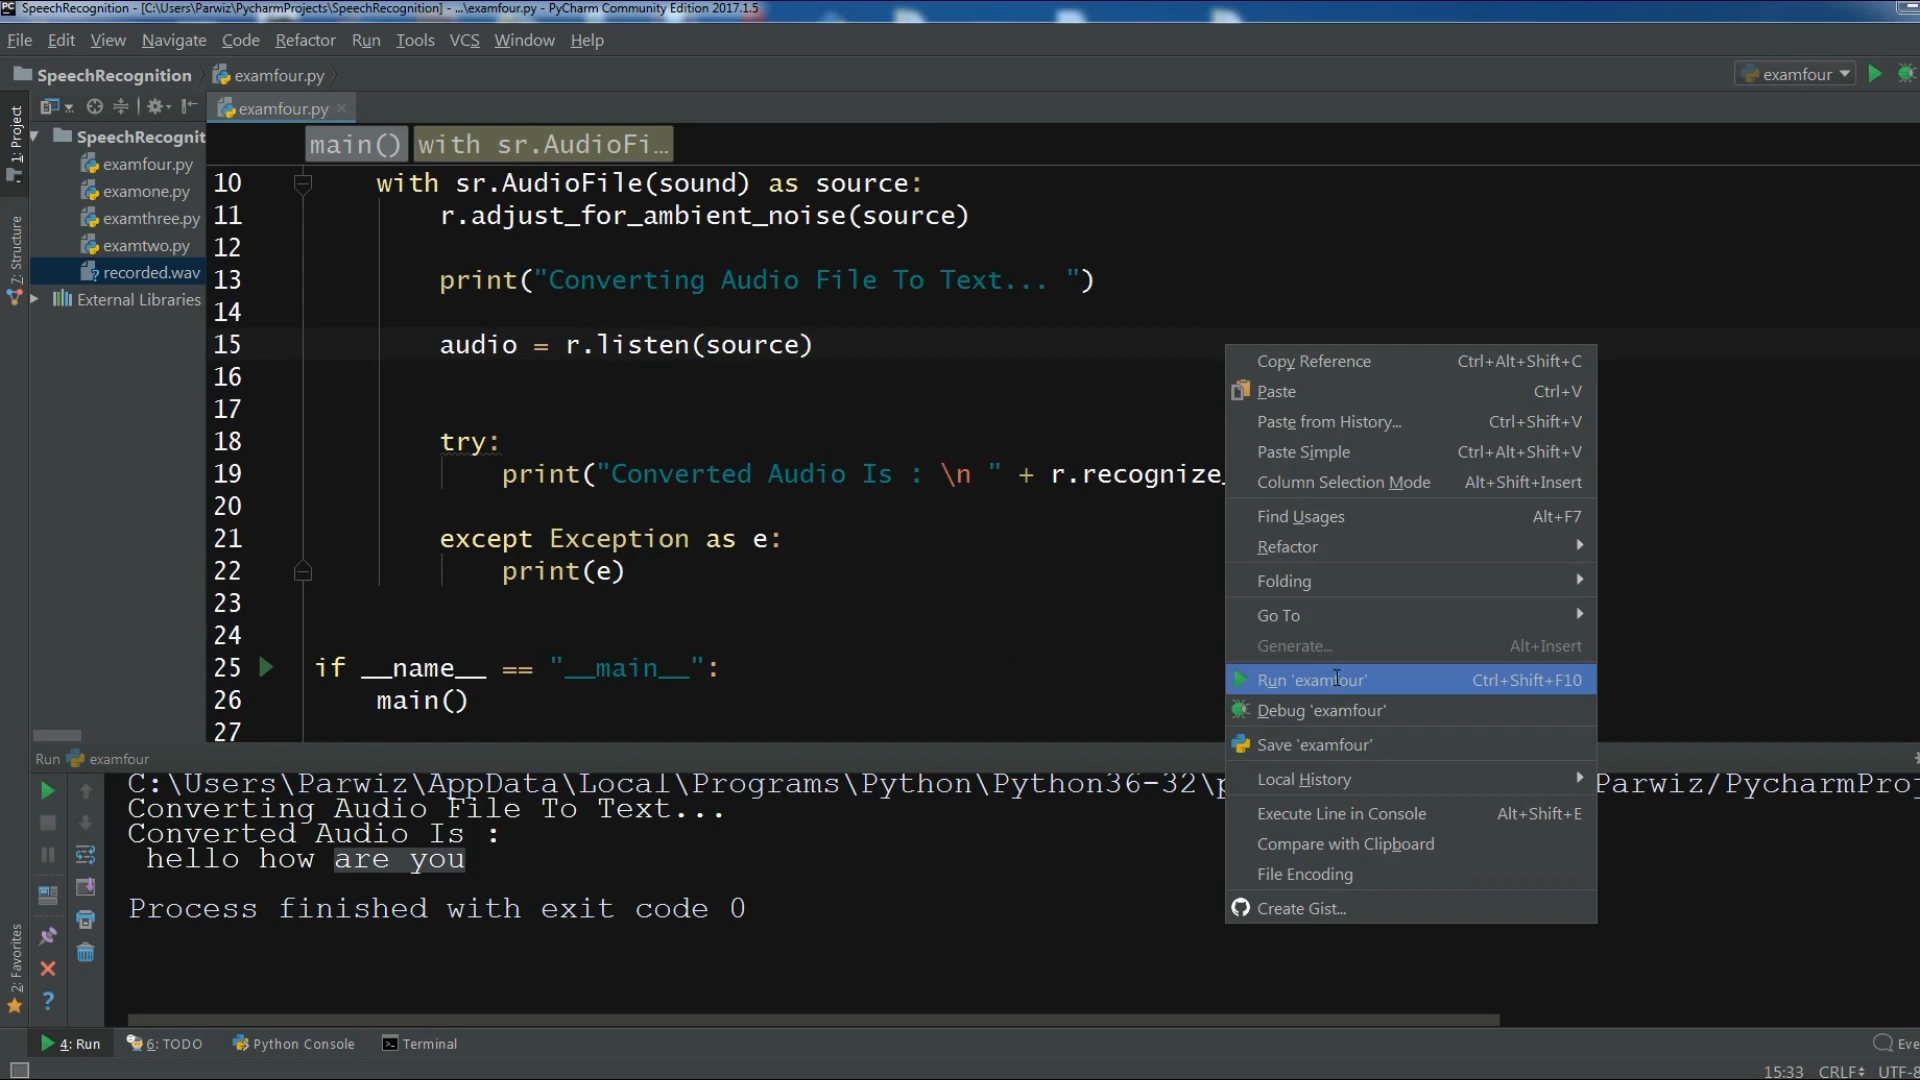 SpeechRecognition - [C:\Users\Parwiz\PycharmProjects\SpeechRecognition] - ...\examfour.py - PyCharm Community Edition 2017.1.5
File Edit View Navigate Code Refactor Run Tools VCS Window Help
SpeechRecognition examfour.py examfour
examfour.py
1: Project
7: Structure
2: Favorites
SpeechRecognit
examfour.py
examone.py
examthree.py
examtwo.py
recorded.wav
External Libraries
main() with sr.AudioFi...
10 with sr.AudioFile(sound) as source:
11 r.adjust_for_ambient_noise(source)
12
13 print("Converting Audio File To Text... ")
14
15 audio = r.listen(source)
16
17
18 try:
19 print("Converted Audio Is : \n " + r.recognize_
20
21 except Exception as e:
22 print(e)
23
24
25 if __name__ == "__main__":
26 main()
27
Copy Reference Ctrl+Alt+Shift+C
Paste Ctrl+V
Paste from History... Ctrl+Shift+V
Paste Simple Ctrl+Alt+Shift+V
Column Selection Mode Alt+Shift+Insert
Find Usages Alt+F7
Refactor
Folding
Go To
Generate... Alt+Insert
Run 'examfour' Ctrl+Shift+F10
Debug 'examfour'
Save 'examfour'
Local History
Execute Line in Console Alt+Shift+E
Compare with Clipboard
File Encoding
Create Gist...
Run examfour
C:\Users\Parwiz\AppData\Local\Programs\Python\Python36-32\p Parwiz/PycharmProj
Converting Audio File To Text...
Converted Audio Is :
hello how are you
Process finished with exit code 0
4: Run 6: TODO Python Console Terminal Eve
15:33 CRLF UTF-8